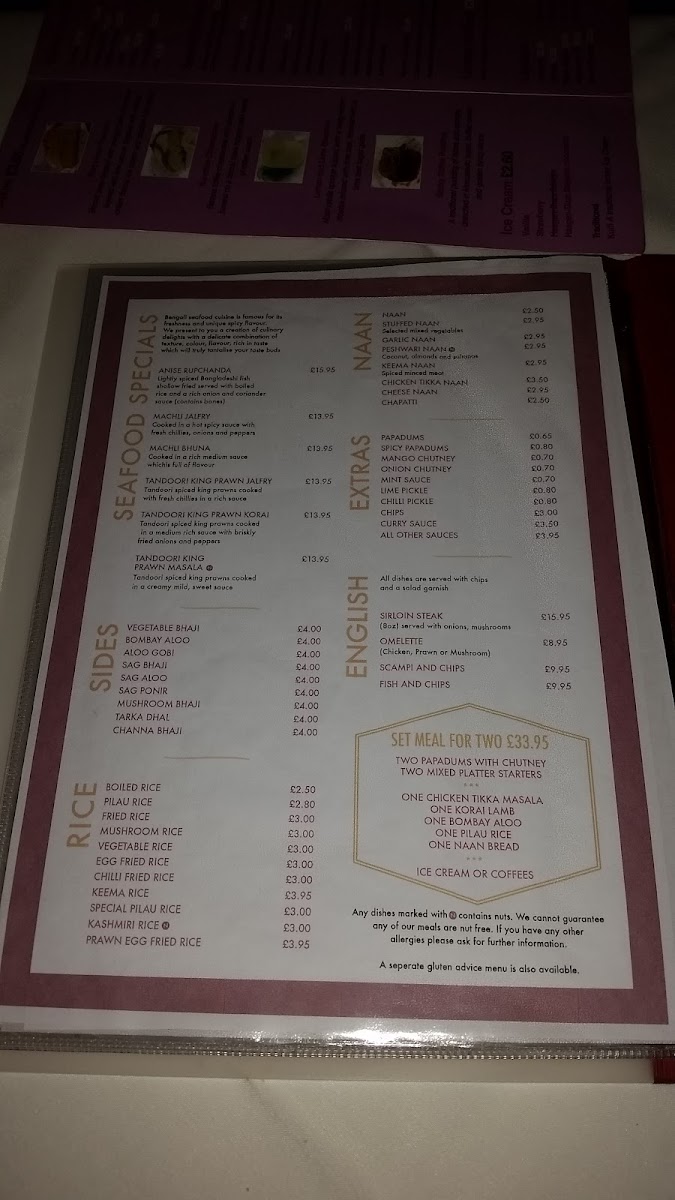 Ice Cream £2.60
SEAFOOD SPECIALS
Bengali seafood cuisine is famous for its
freshness and unique spicy flavour.
We present in you a creation of culinary
delights with a delicate combination of
texture, colour, flavour, rich in taste
which will truly tantalise your taste buds
ANISE RUPCHANDA £15.95
Lightly spiced Bangladeshi fish
shallow fried served with boiled
rice and a rich onion and coriander
sauce (contains bones)
MACHLI JALFRY £13.95
Cooked in a hot spicy sauce with
fresh chillies, onions and peppers
MACHLI BHUNA £13.95
Cooked in a rich medium sauce
which's full of flavour
TANDOORI KING PRAWN JALFRY £13.95
Tandoori spiced king prawns cooked
with fresh chillies in a rich sauce
TANDOORI KING PRAWN KORAI £13.95
Tandoori spiced king prawns cooked
in a medium rich sauce with briskly
fried onions and peppers
TANDOORI KING
PRAWN MASALA N £13.95
Tandoori spiced king prawns cooked
in a creamy mild, sweet sauce
SIDES
VEGETABLE BHAJI £4.00
BOMBAY ALOO £4.00
ALOO GOBI £4.00
SAG BHAJI £4.00
SAG ALOO £4.00
SAG PONIR £4.00
MUSHROOM BHAJI £4.00
TARKA DHAL £4.00
CHANNA BHAJI £4.00
RICE
BOILED RICE £2.50
PILAU RICE £2.80
FRIED RICE £3.00
MUSHROOM RICE £3.00
VEGETABLE RICE £3.00
EGG FRIED RICE £3.00
CHILLI FRIED RICE £3.00
KEEMA RICE £3.95
SPECIAL PILAU RICE £3.00
KASHMIRI RICE N £3.00
PRAWN EGG FRIED RICE £3.95
NAAN
NAAN £2.50
STUFFED NAAN £2.95
Selected mixed vegetables
GARLIC NAAN £2.95
PESHWARI NAAN N £2.95
Coconut, almonds and sultanas
KEEMA NAAN £2.95
Spiced minced meat
CHICKEN TIKKA NAAN £3.50
CHEESE NAAN £2.95
CHAPATTI £2.50
EXTRAS
PAPADUMS £0.65
SPICY PAPADUMS £0.80
MANGO CHUTNEY £0.70
ONION CHUTNEY £0.70
MINT SAUCE £0.70
LIME PICKLE £0.80
CHILLI PICKLE £0.80
CHIPS £3.00
CURRY SAUCE £3.50
ALL OTHER SAUCES £3.95
ENGLISH
All dishes are served with chips
and a salad garnish
SIRLOIN STEAK £15.95
(8oz) served with onions, mushrooms
OMELETTE £8.95
(Chicken, Prawn or Mushroom)
SCAMPI AND CHIPS £9.95
FISH AND CHIPS £9.95
SET MEAL FOR TWO £33.95
TWO PAPADUMS WITH CHUTNEY
TWO MIXED PLATTER STARTERS
***
ONE CHICKEN TIKKA MASALA
ONE KORAI LAMB
ONE BOMBAY ALOO
ONE PILAU RICE
ONE NAAN BREAD
***
ICE CREAM OR COFFEES
Any dishes marked with N contains nuts. We cannot guarantee
any of our meals are nut free. If you have any other
allergies please ask for further information.
A seperate gluten advice menu is also available.